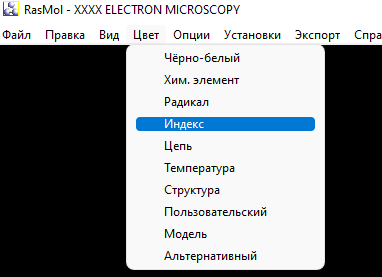 RasMol - XXXX ELECTRON MICROSCOPY
Файл Правка Вид Цвет Опции Установки Экспорт Спра
Чёрно-белый
Хим. элемент
Радикал
Индекс
Цепь
Температура
Структура
Пользовательский
Модель
Альтернативный